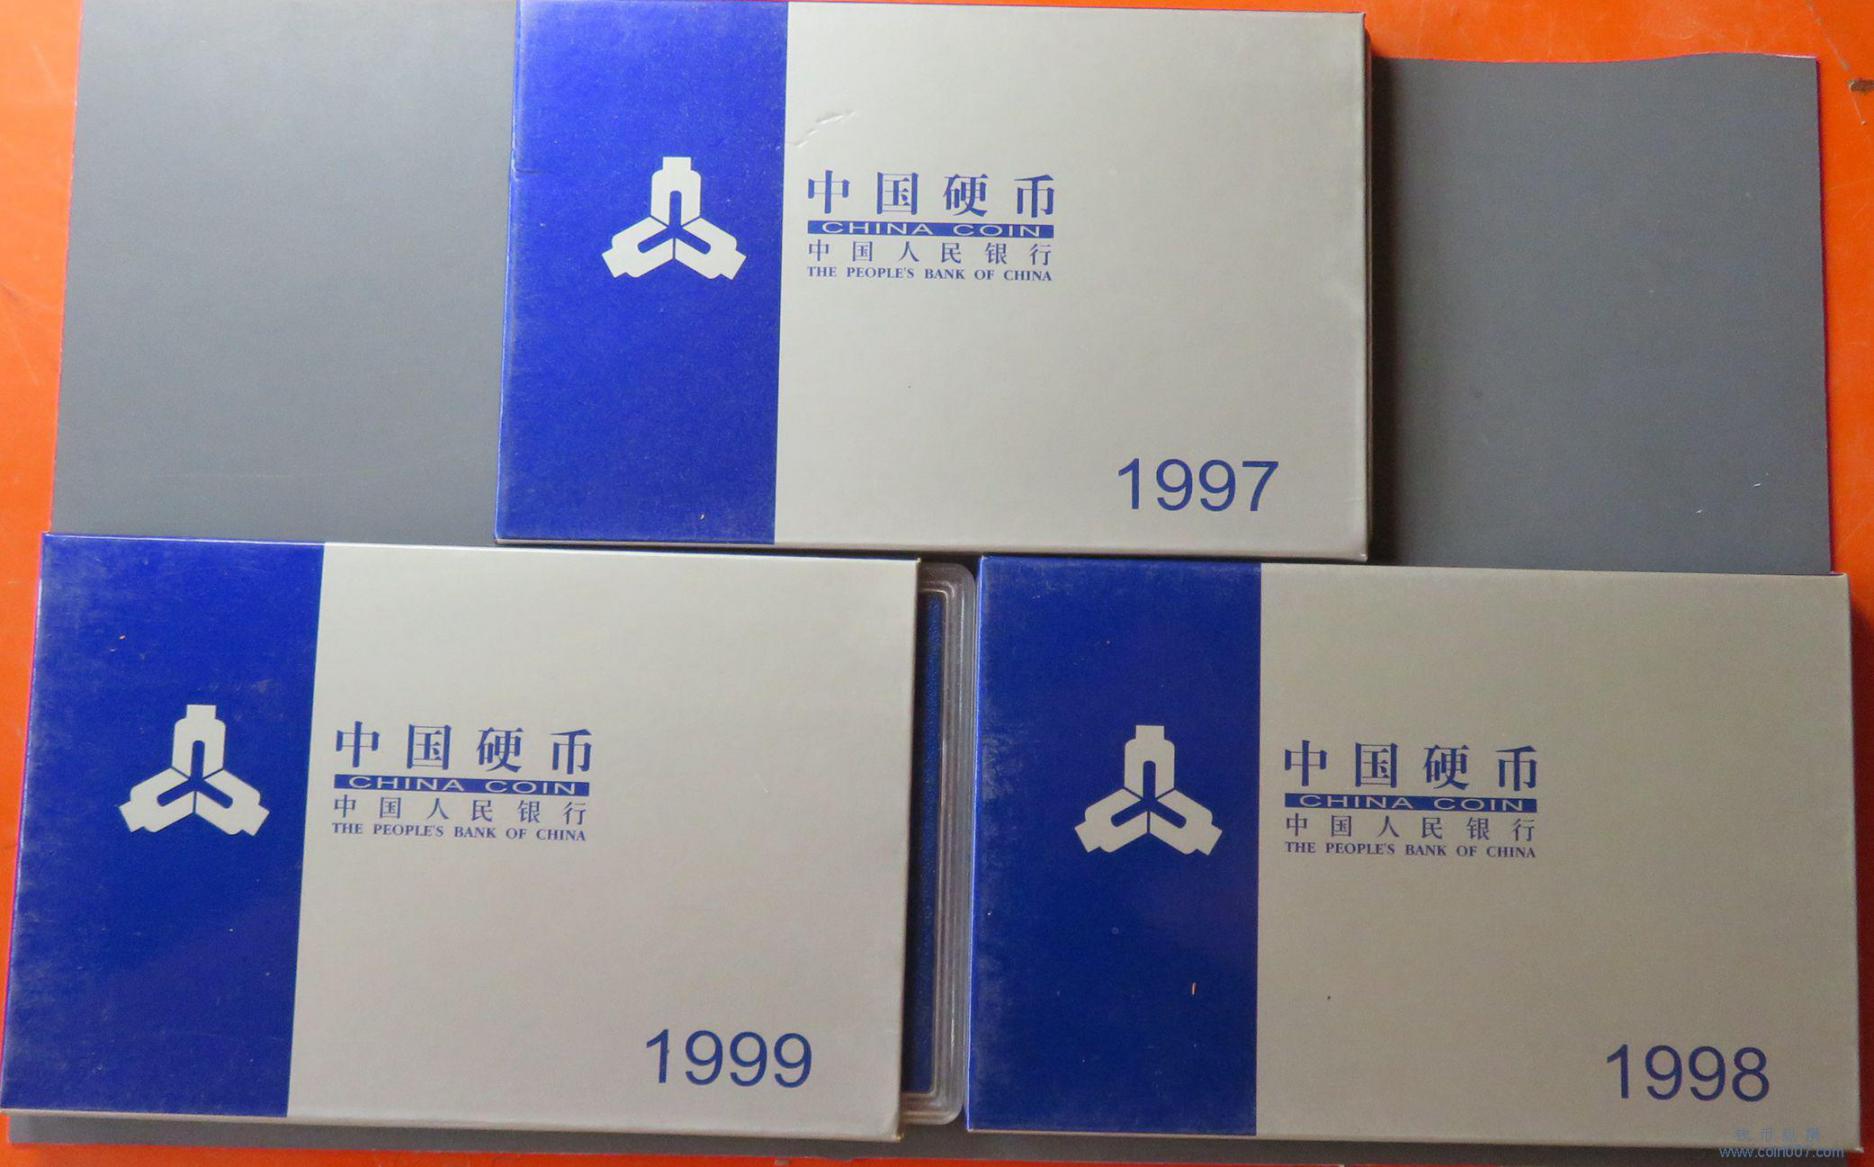 中国硬币
CHINA COIN
中国人民银行
THE PEOPLE'S BANK OF CHINA
1997
中国硬币
CHINA COIN
中国人民银行
THE PEOPLE'S BANK OF CHINA
1999
中国硬币
CHINA COIN
中国人民银行
THE PEOPLE'S BANK OF CHINA
1998
www.coin007.com